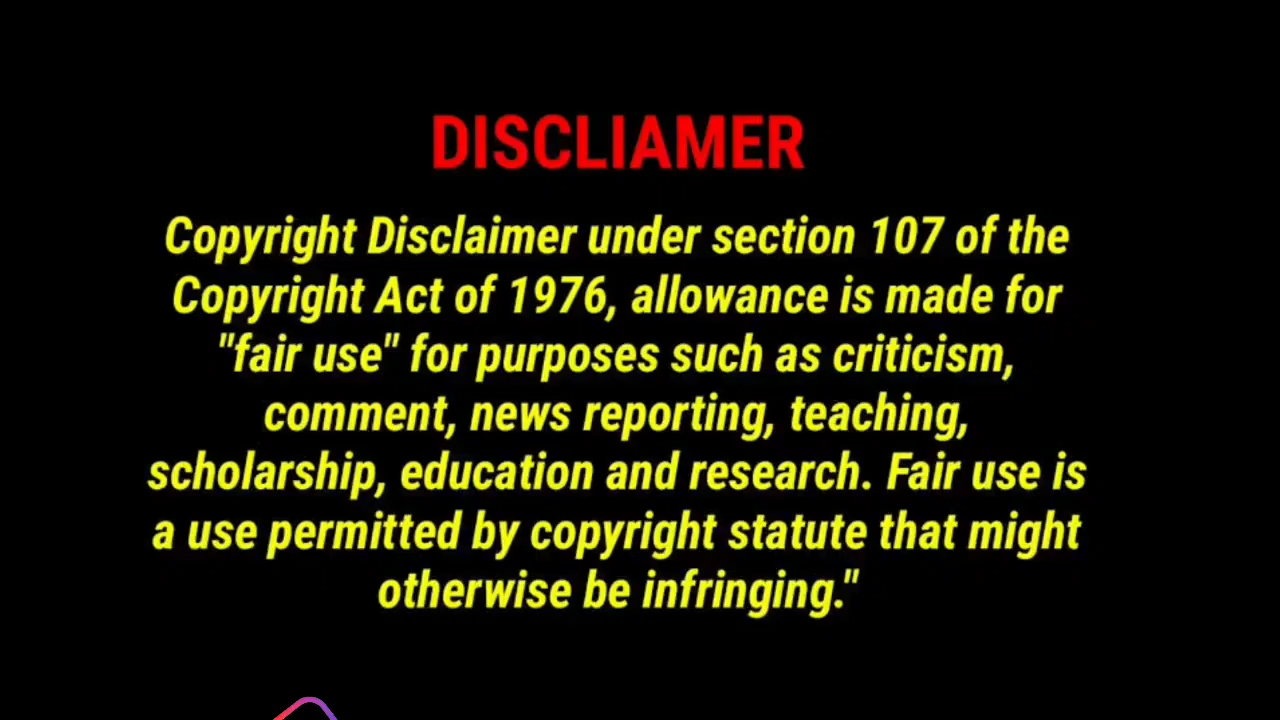 DISCLIAMER
Copyright Disclaimer under section 107 of the
Copyright Act of 1976, allowance is made for
"fair use" for purposes such as criticism,
comment, news reporting, teaching,
scholarship, education and research. Fair use is
a use permitted by copyright statute that might
otherwise be infringing."